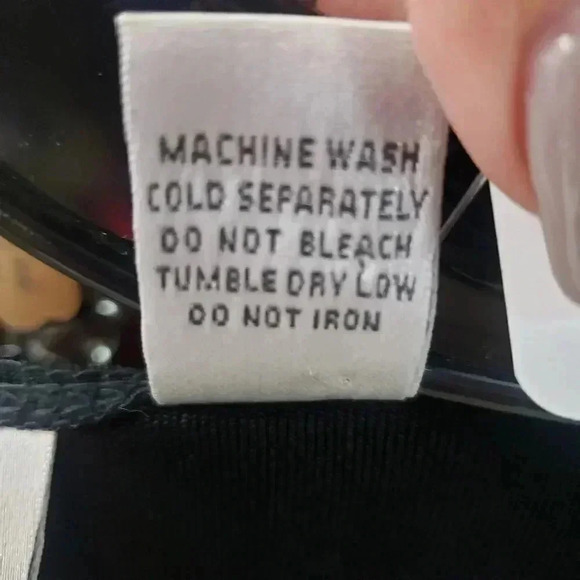 MACHINE WASH
COLD SEPARATELY
DO NOT BLEACH
TUMBLE DRY LOW
DO NOT IRON